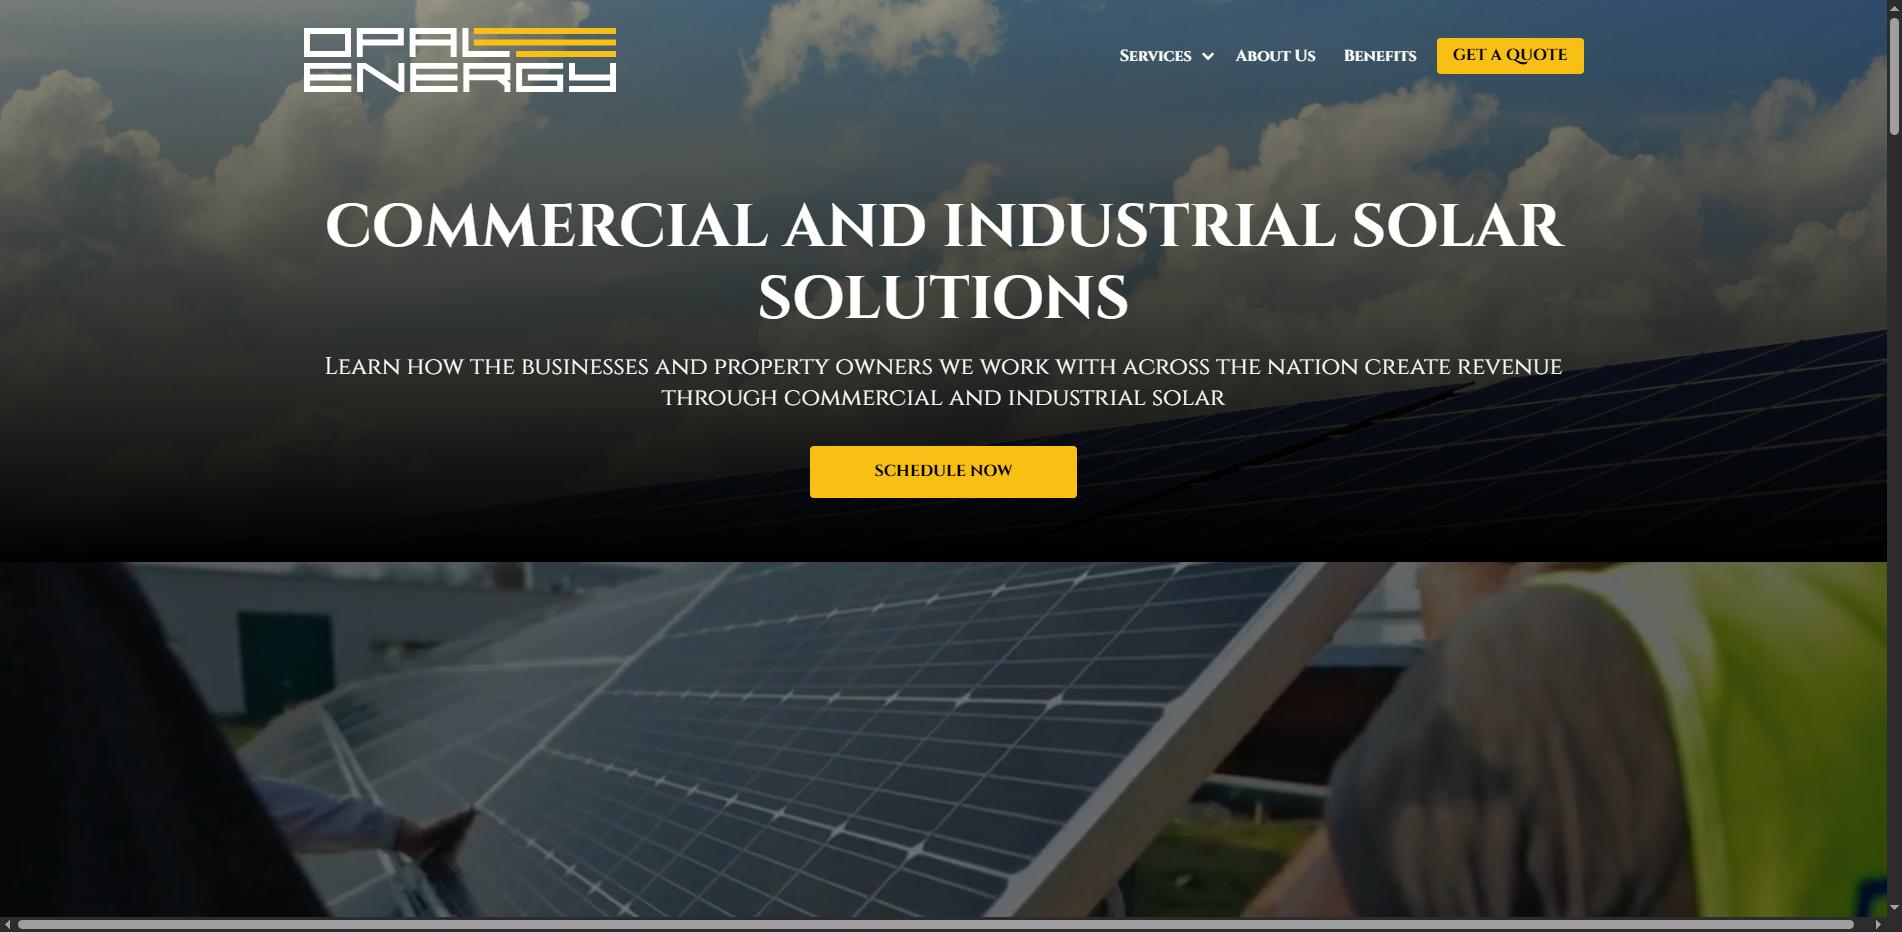 OPAL
ENERGY
Services
About Us
Benefits
GET A QUOTE
COMMERCIAL AND INDUSTRIAL SOLAR
SOLUTIONS
Learn how the businesses and property owners we work with across the nation create revenue
through commercial and industrial solar
SCHEDULE NOW